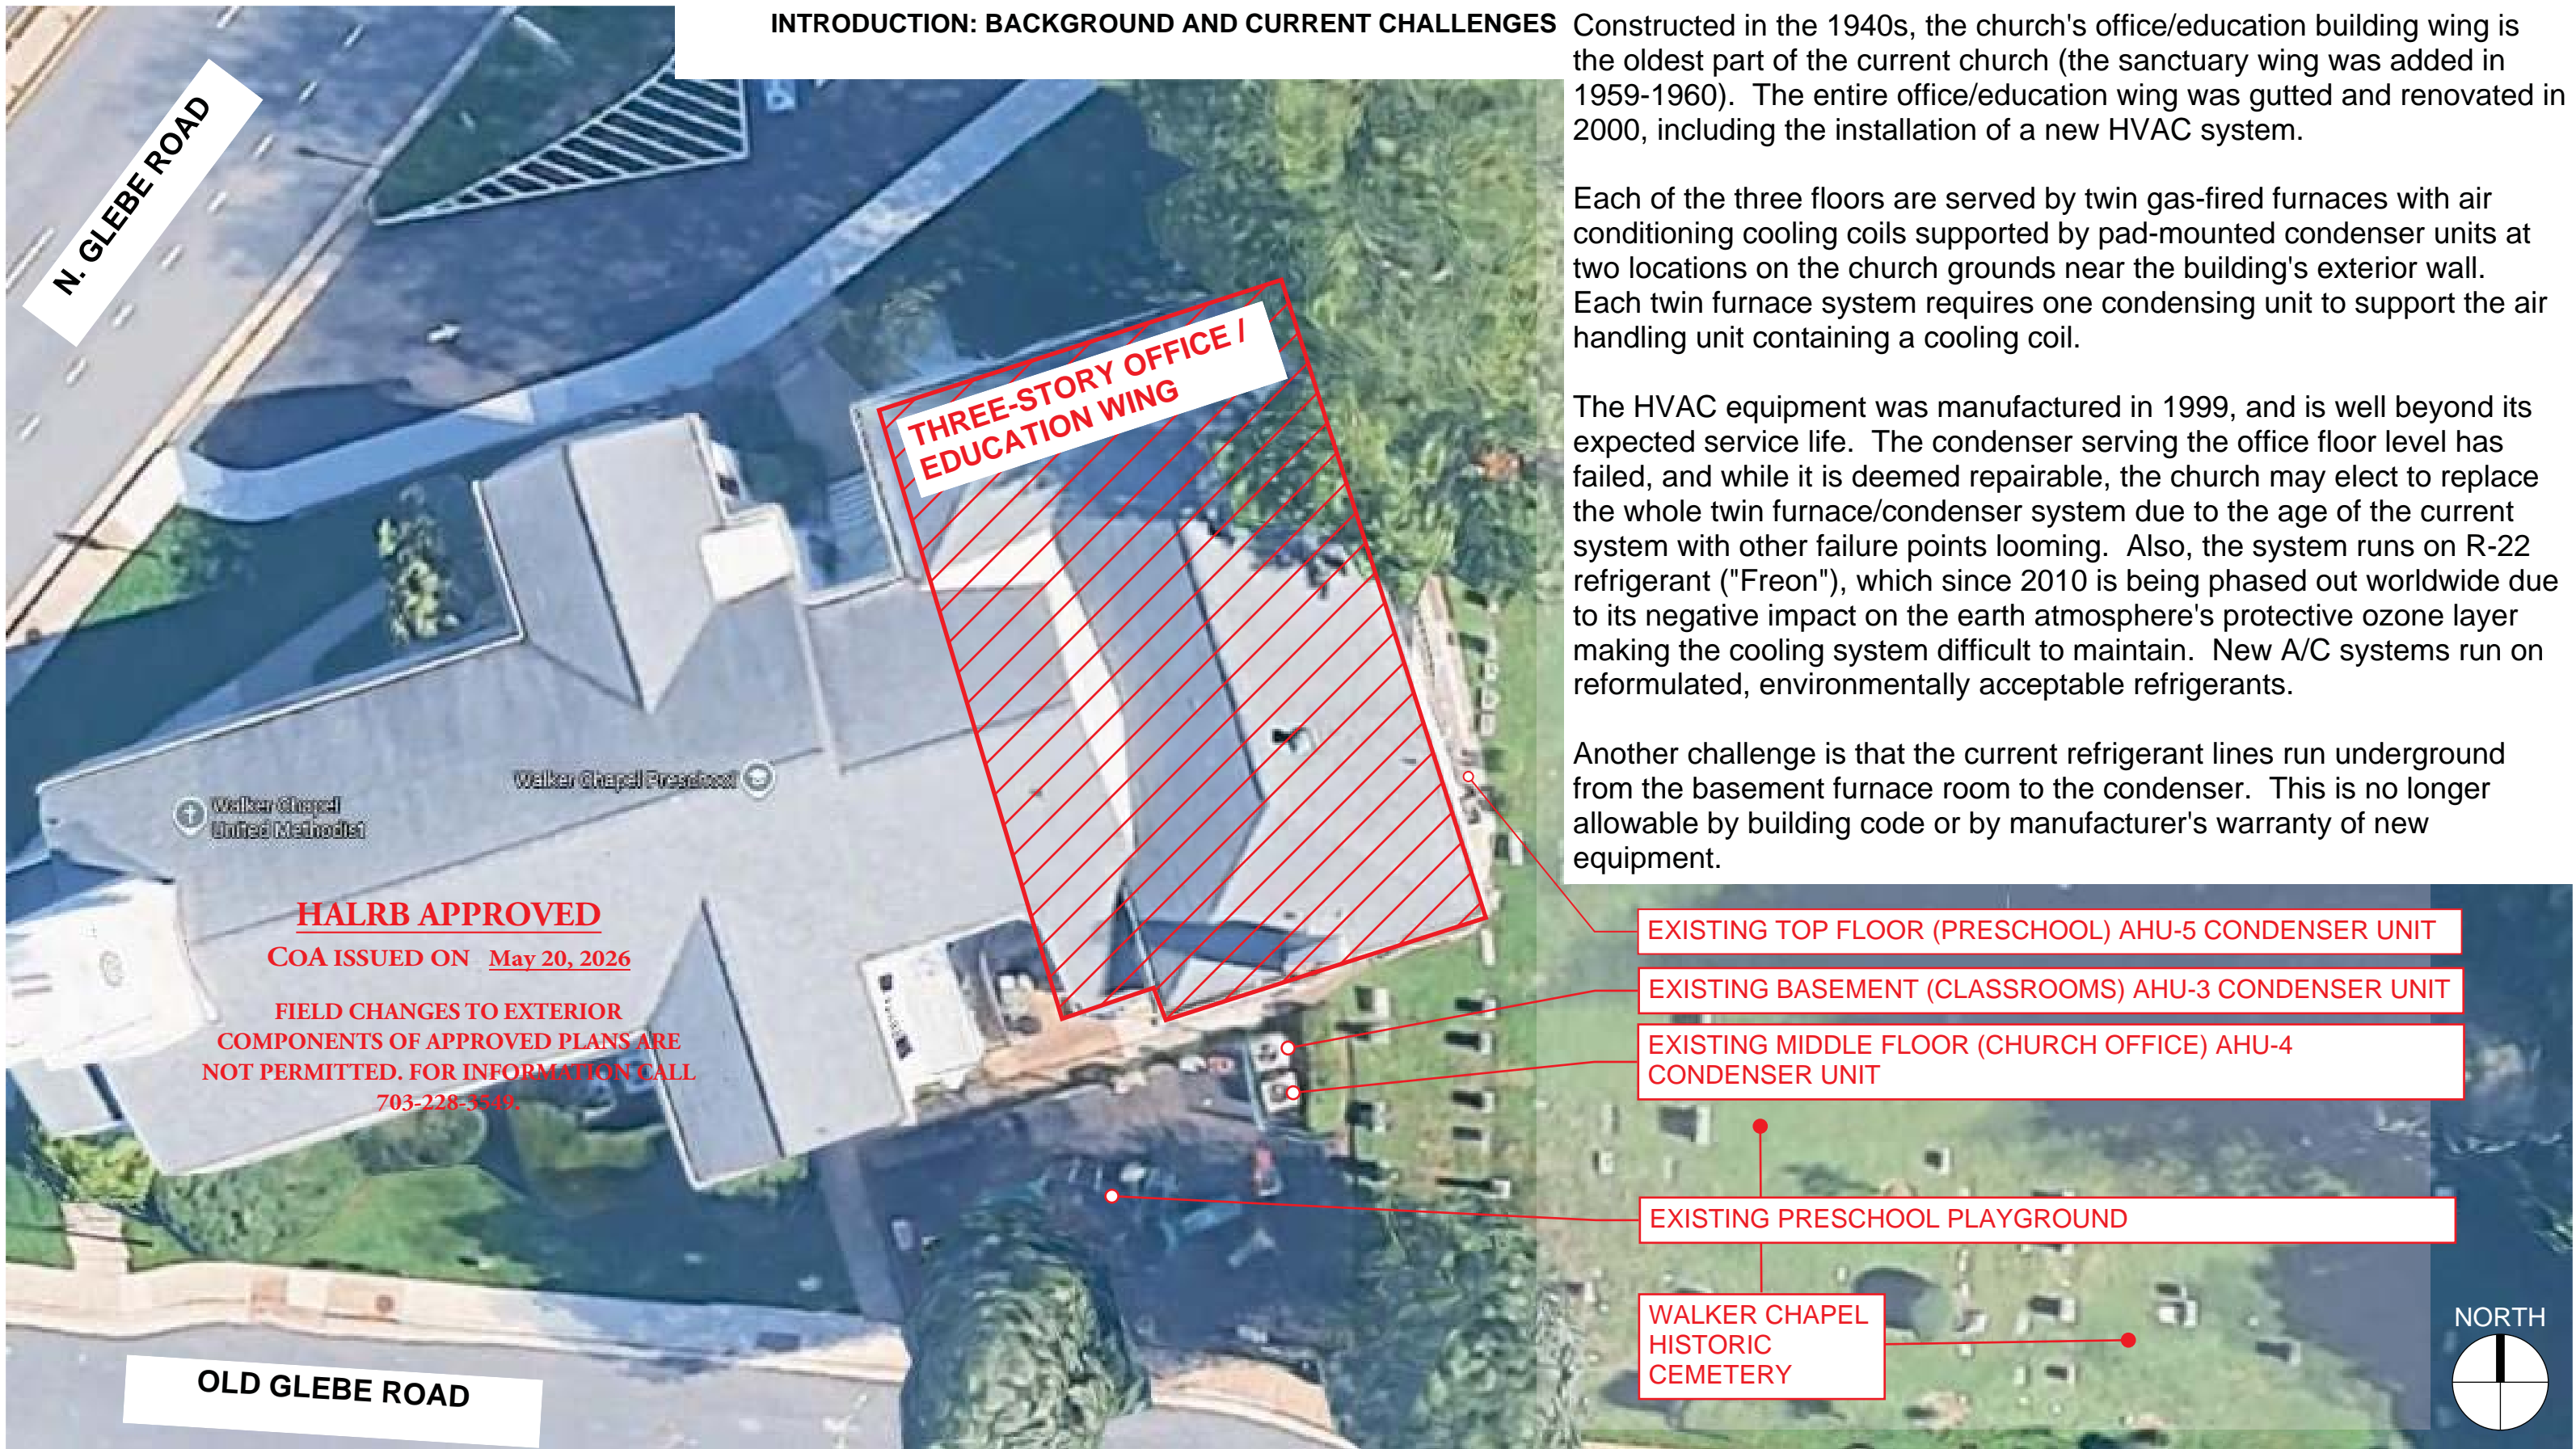 INTRODUCTION: BACKGROUND AND CURRENT CHALLENGES
Constructed in the 1940s, the church's office/education building wing is
the oldest part of the current church (the sanctuary wing was added in
1959-1960).  The entire office/education wing was gutted and renovated in
2000, including the installation of a new HVAC system.
Each of the three floors are served by twin gas-fired furnaces with air
conditioning cooling coils supported by pad-mounted condenser units at
two locations on the church grounds near the building's exterior wall.
Each twin furnace system requires one condensing unit to support the air
handling unit containing a cooling coil.
The HVAC equipment was manufactured in 1999, and is well beyond its
expected service life.  The condenser serving the office floor level has
failed, and while it is deemed repairable, the church may elect to replace
the whole twin furnace/condenser system due to the age of the current
system with other failure points looming.  Also, the system runs on R-22
refrigerant ("Freon"), which since 2010 is being phased out worldwide due
to its negative impact on the earth atmosphere's protective ozone layer
making the cooling system difficult to maintain.  New A/C systems run on
reformulated, environmentally acceptable refrigerants.
Another challenge is that the current refrigerant lines run underground
from the basement furnace room to the condenser.  This is no longer
allowable by building code or by manufacturer's warranty of new
equipment.
N. GLEBE ROAD
THREE-STORY OFFICE /
EDUCATION WING
Walker Chapel Preschool
Walker Chapel
United Methodist
HALRB APPROVED
COA ISSUED ON May 20, 2026
FIELD CHANGES TO EXTERIOR
COMPONENTS OF APPROVED PLANS ARE
NOT PERMITTED. FOR INFORMATION CALL
703-228-3549.
EXISTING TOP FLOOR (PRESCHOOL) AHU-5 CONDENSER UNIT
EXISTING BASEMENT (CLASSROOMS) AHU-3 CONDENSER UNIT
EXISTING MIDDLE FLOOR (CHURCH OFFICE) AHU-4
CONDENSER UNIT
EXISTING PRESCHOOL PLAYGROUND
WALKER CHAPEL
HISTORIC
CEMETERY
NORTH
OLD GLEBE ROAD